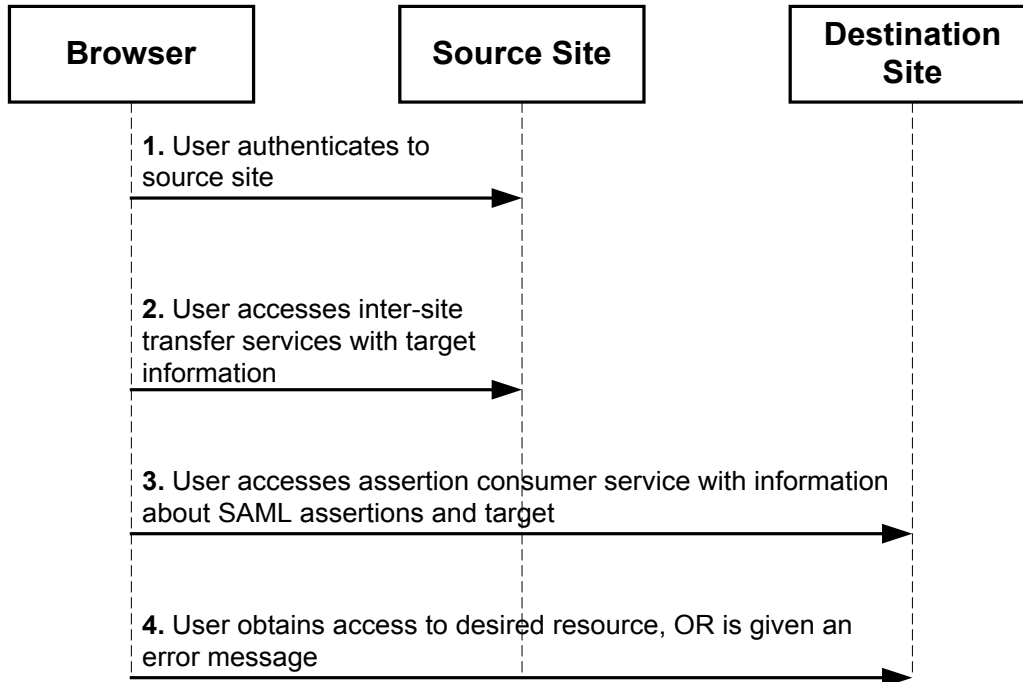 Browser
Source Site
Destination
Site
1. User authenticates to
source site
2. User accesses inter-site
transfer services with target
information
3. User accesses assertion consumer service with information
about SAML assertions and target
4. User obtains access to desired resource, OR is given an
error message